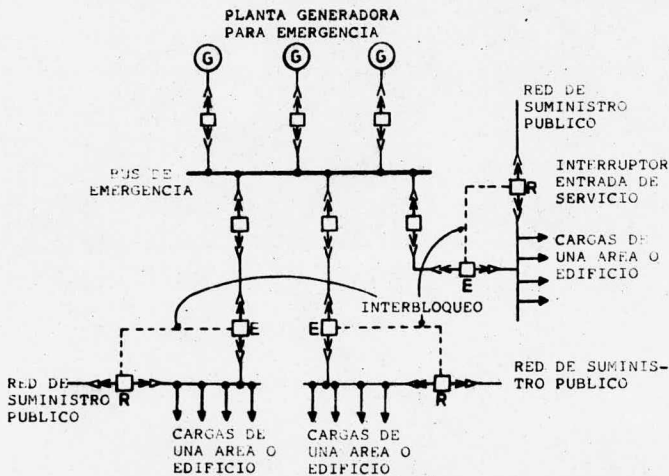 PLANTA GENERADORA
PARA EMERGENCIA
G
G
G
RED DE
SUMINISTRO
PUBLICO
BUS DE
EMERGENCIA
INTERRUPTOR
ENTRADA DE
SERVICIO
R
CARGAS DE
UNA AREA O
EDIFICIO
E
INTERBLOQUEO
E
E
RED DE
SUMINISTRO
PUBLICO
R
R
RED DE SUMINIS-
TRO PUBLICO
CARGAS DE
UNA AREA O
EDIFICIO
CARGAS DE
UNA AREA O
EDIFICIO